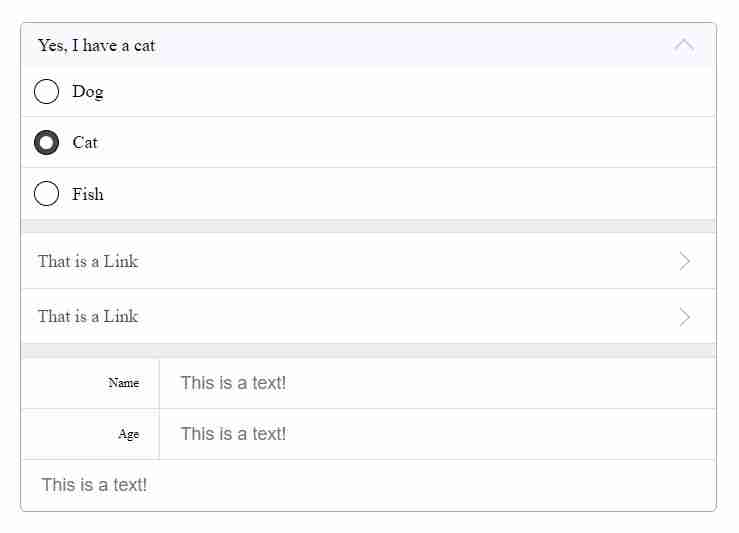 Yes, I have a cat
Dog
Cat
Fish
That is a Link
That is a Link
Name This is a text!
Age This is a text!
This is a text!